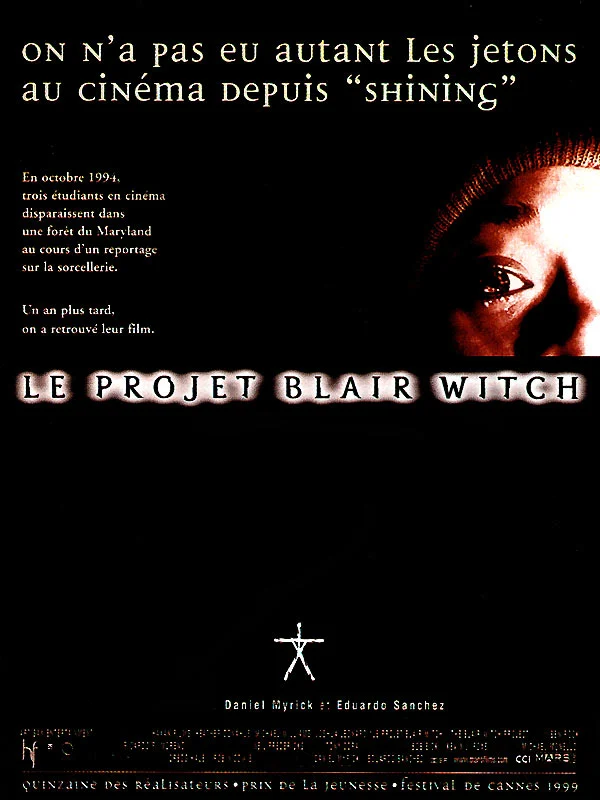 on n'a pas eu autant les jetons
au cinéma depuis “shining”
En octobre 1994,
trois étudiants en cinéma
disparaissent dans
une forêt du Maryland
au cours d'un reportage
sur la sorcellerie.
Un an plus tard,
on a retrouvé leur film.
LE PROJET BLAIR WITCH
Daniel Myrick et Eduardo Sanchez
hf
CCI MARS
QUINZAINE DES RÉALISATEURS • PRIX DE LA JEUNESSE • FESTIVAL DE CANNES 1999